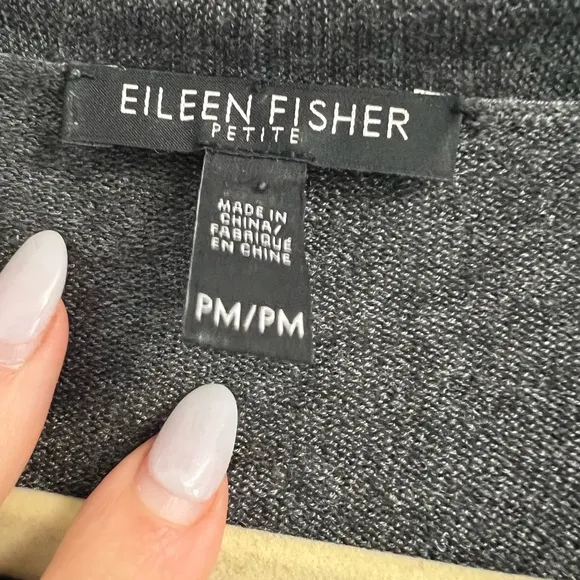 EILEEN FISHER
PETITE
MADE IN
CHINA/
FABRIQUÉ
EN CHINE
PM/PM